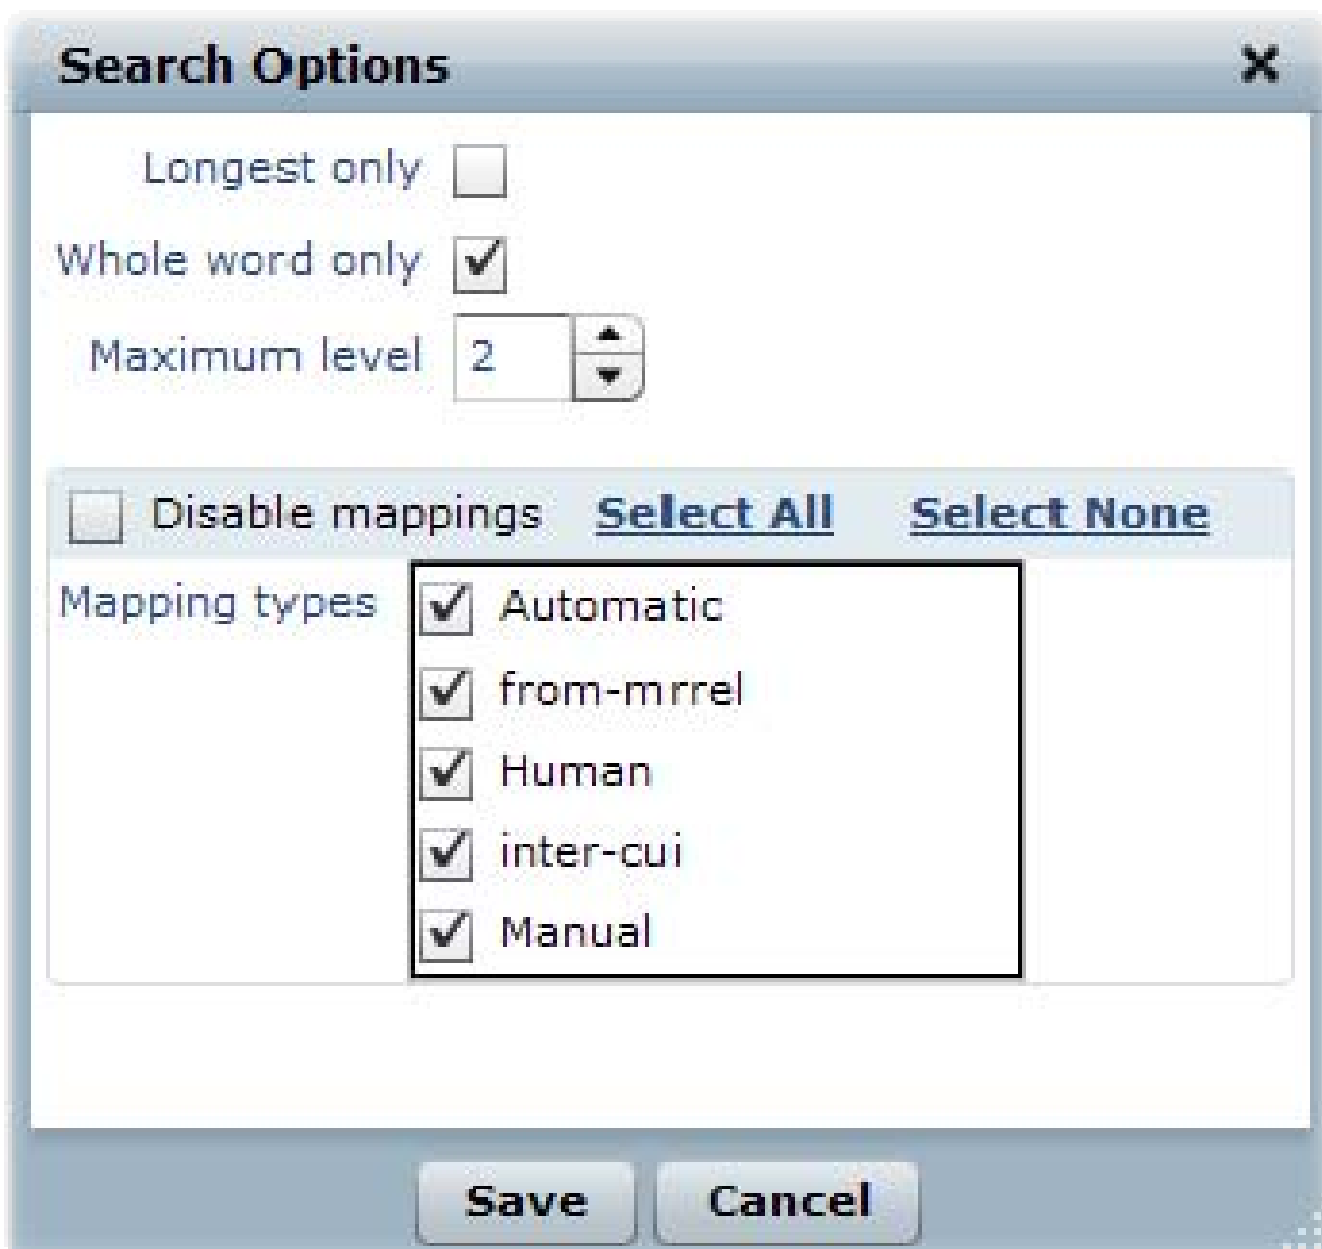 Search Options
Longest only
Whole word only
Maximum level 2
Disable mappings Select All Select None
Mapping types Automatic
from-mrrel
Human
inter-cui
Manual
Save Cancel